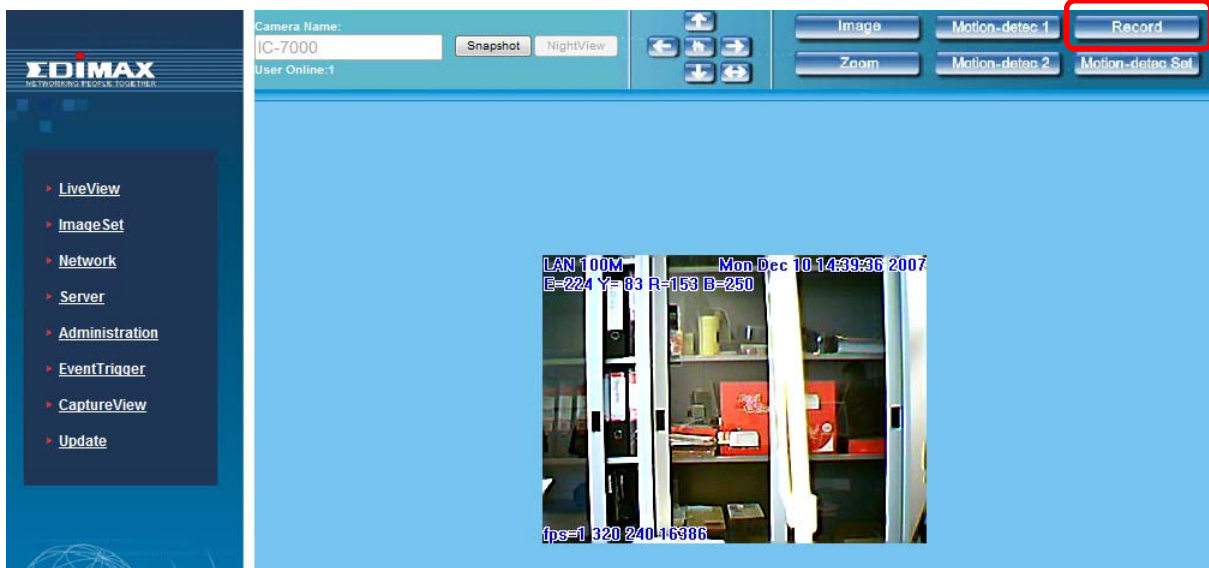 EDIMAX
NETWORKING PEOPLE TOGETHER
LiveView
ImageSet
Network
Server
Administration
EventTrigger
CaptureView
Update
Camera Name:
IC-7000
User Online:1
Snapshot
NightView
h
Image
Motion-detec 1
Record
Zoom
Motion-detec 2
Motion-detec Set
LAN 100M
Mon Dec 10 14:39:36 2007
E=224 Y= 83 R=153 B=250
fps=1 320 240 16386